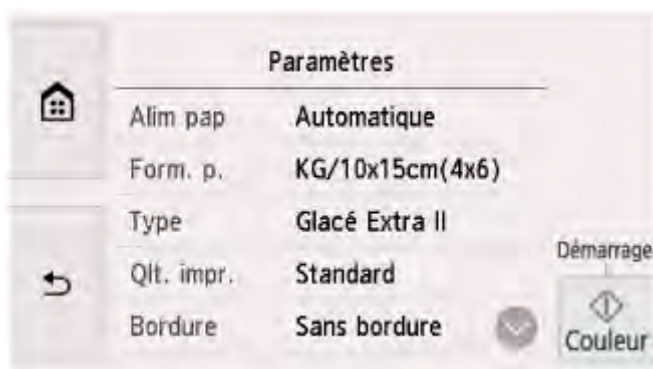 Paramètres
Alim pap Automatique
Form. p. KG/10x15cm(4x6)
Type Glacé Extra II
Qlt. impr. Standard
Bordure Sans bordure
Démarrage
Couleur